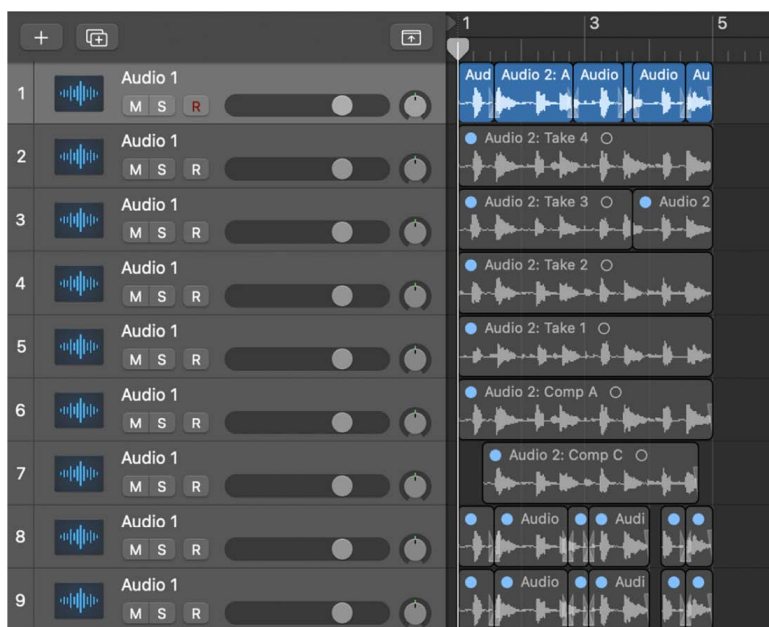 1 3 5
1 Audio 1
M S R
Aud Audio 2: A Audio Audio Au
2 Audio 1
M S R
Audio 2: Take 4
3 Audio 1
M S R
Audio 2: Take 3 Audio 2
4 Audio 1
M S R
Audio 2: Take 2
5 Audio 1
M S R
Audio 2: Take 1
6 Audio 1
M S R
Audio 2: Comp A
7 Audio 1
M S R
Audio 2: Comp C
8 Audio 1
M S R
Audio Audi
9 Audio 1
M S R
Audio Audi